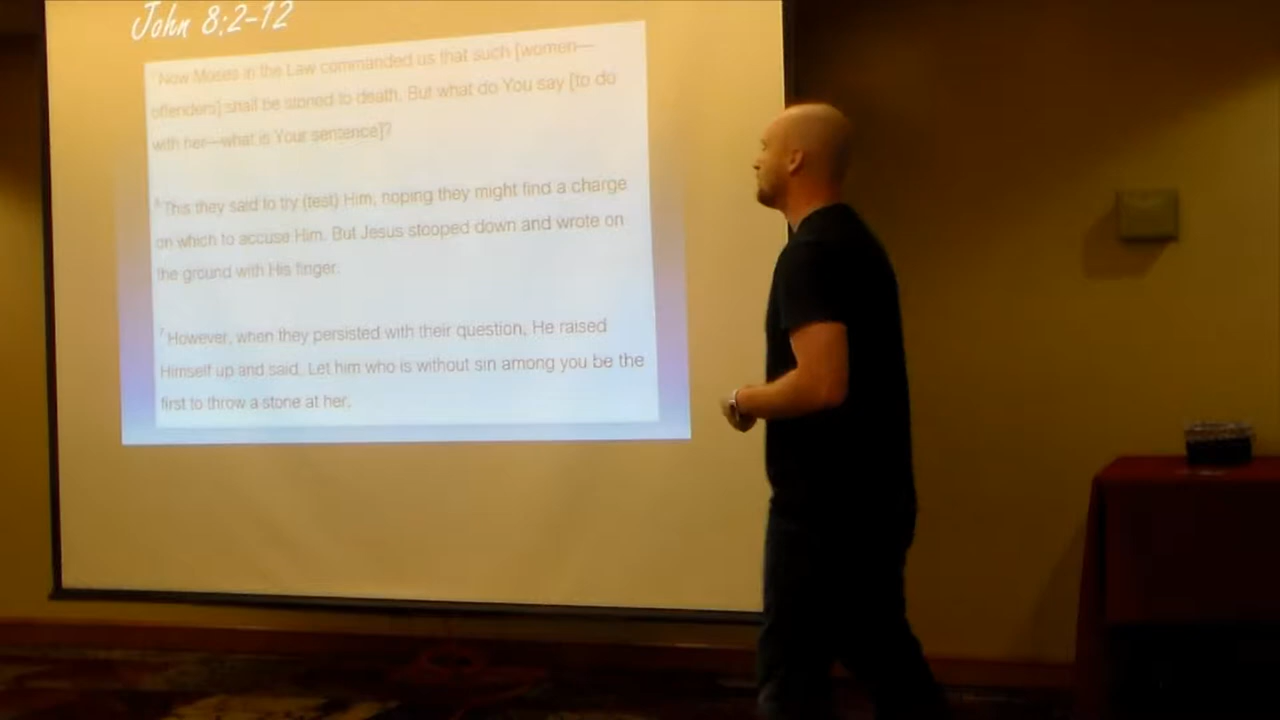 John 8:2-12
Now Moses in the Law commanded us that such [women—
offenders] shall be stoned to death. But what do You say [to do
with her—what is Your sentence]?
6 This they said to try (test) Him, hoping they might find a charge
on which to accuse Him. But Jesus stooped down and wrote on
the ground with His finger.
7 However, when they persisted with their question, He raised
Himself up and said, Let him who is without sin among you be the
first to throw a stone at her.